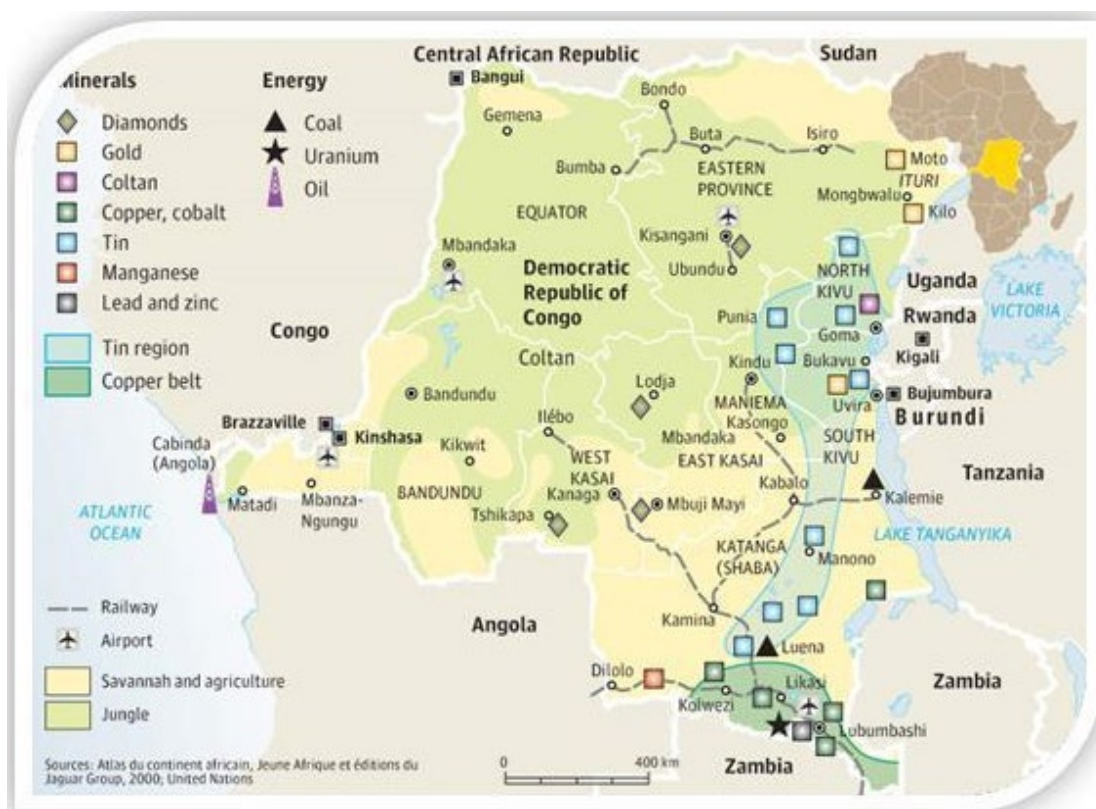 Minerals
Diamonds
Gold
Coltan
Copper, cobalt
Tin
Manganese
Lead and zinc
Tin region
Copper belt
Energy
Coal
Uranium
Oil
Central African Republic
Bangui
Sudan
Gemena
Bondo
Buta
Isiro
Bumba
EASTERN
PROVINCE
Moto
ITURI
Mongbwalu
Kilo
EQUATOR
Mbandaka
Kisangani
Ubundu
Democratic
Republic of
Congo
NORTH
KIVU
Uganda
LAKE
VICTORIA
Congo
Punia
Goma
Rwanda
Kigali
Coltan
Kindu
Bukavu
Bandundu
Lodja
MANIEMA
Uvira
Bujumbura
Burundi
Brazzaville
Kinshasa
Ilébo
Kasongo
Cabinda
(Angola)
Kikwit
WEST
KASAI
Mbandaka
EAST KASAI
SOUTH
KIVU
Tanzania
Matadi
Mbanza-
Ngungu
BANDUNDU
Kanaga
Mbuji Mayi
Kabalo
Kalemie
ATLANTIC
OCEAN
Tshikapa
LAKE TANGANYIKA
KATANGA
(SHABA)
Manono
Railway
Airport
Angola
Kamina
Luena
Savannah and agriculture
Jungle
Dilolo
Kolwezi
Likasi
Zambia
Lubumbashi
Zambia
Sources: Atlas du continent africain, Jeune Afrique et éditions du
Jaguar Group, 2000; United Nations
0 400 km